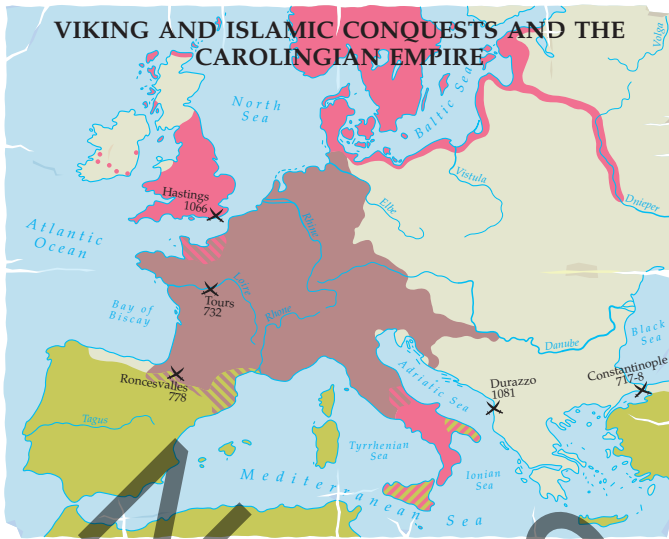 VIKING AND ISLAMIC CONQUESTS AND THE
CAROLINGIAN EMPIRE
Volga
North
Sea
Baltic Sea
Vistula
Hastings
1066
Elbe
Dnieper
Rhine
Atlantic
Ocean
Loire
Tours
732
Bay of
Biscay
Rhone
Black
Sea
Danube
Adriatic Sea
Constantinople
717-8
Roncesvalles
778
Durazzo
1081
Tagus
Tyrrhenian
Sea
Ionian
Sea
Mediterranean Sea